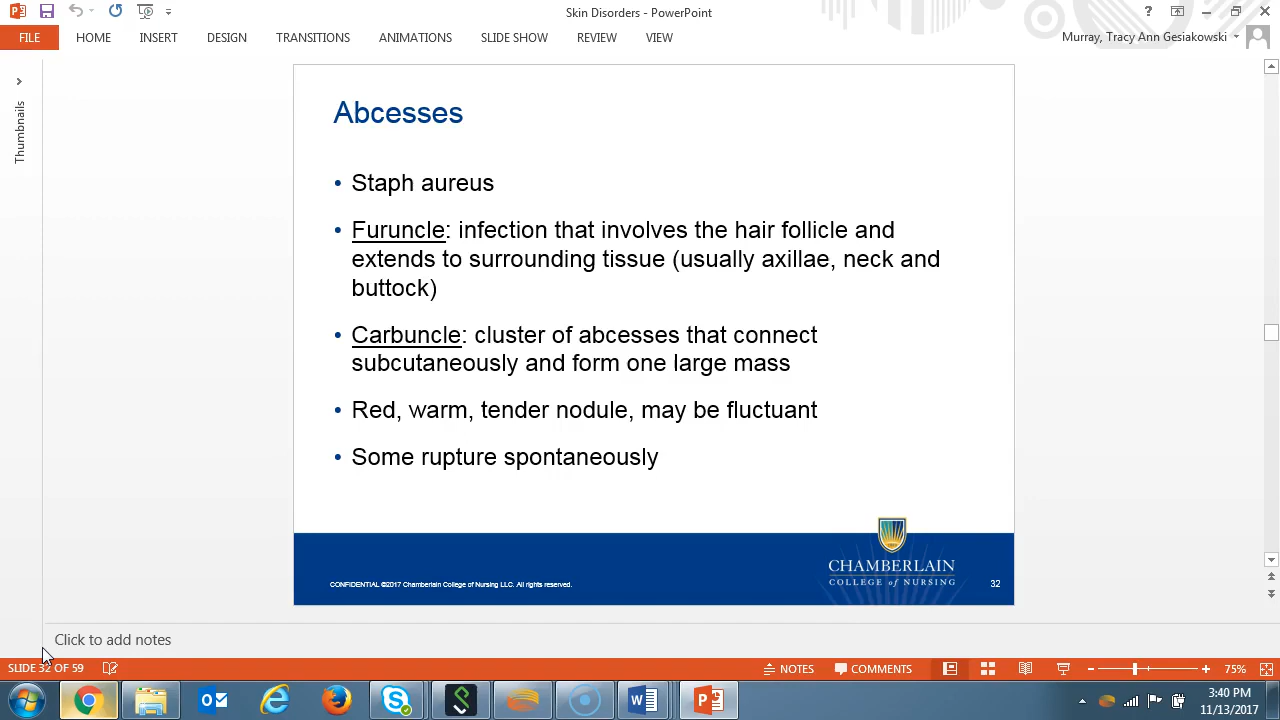 Skin Disorders - PowerPoint
?
FILE HOME INSERT DESIGN TRANSITIONS ANIMATIONS SLIDE SHOW REVIEW VIEW
Murray, Tracy Ann Gesiakowski
Thumbnails
Abcesses
• Staph aureus
• Furuncle: infection that involves the hair follicle and
extends to surrounding tissue (usually axillae, neck and
buttock)
• Carbuncle: cluster of abcesses that connect
subcutaneously and form one large mass
• Red, warm, tender nodule, may be fluctuant
• Some rupture spontaneously
CHAMBERLAIN
COLLEGE of NURSING
CONFIDENTIAL ©2017 Chamberlain College of Nursing LLC. All rights reserved.
32
Click to add notes
SLIDE 32 OF 59
NOTES COMMENTS
75%
3:40 PM
11/13/2017